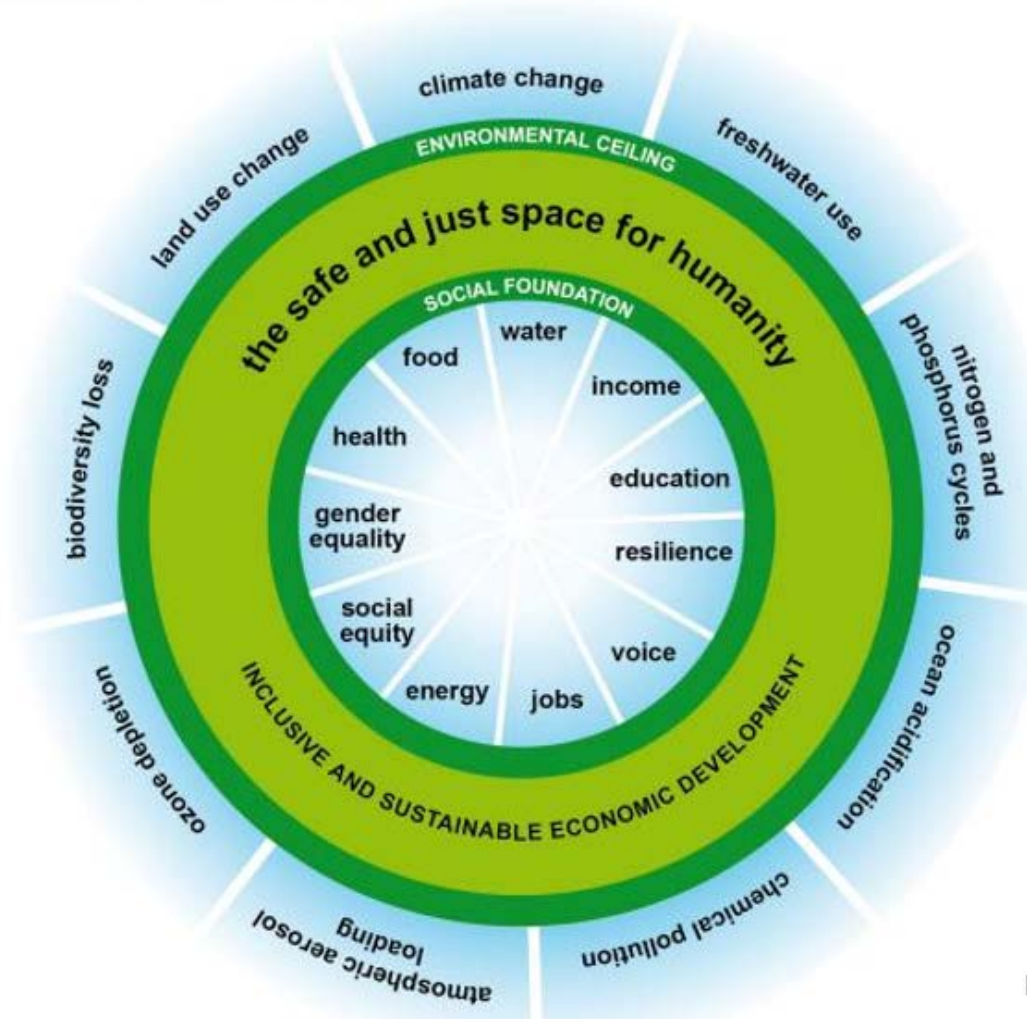 climate change
freshwater use
nitrogen and
phosphorus cycles
ocean acidification
chemical pollution
atmospheric aerosol
loading
ozone depletion
biodiversity loss
land use change
ENVIRONMENTAL CEILING
the safe and just space for humanity
SOCIAL FOUNDATION
water
income
education
resilience
voice
jobs
energy
social
equity
gender
equality
health
food
INCLUSIVE AND SUSTAINABLE ECONOMIC DEVELOPMENT